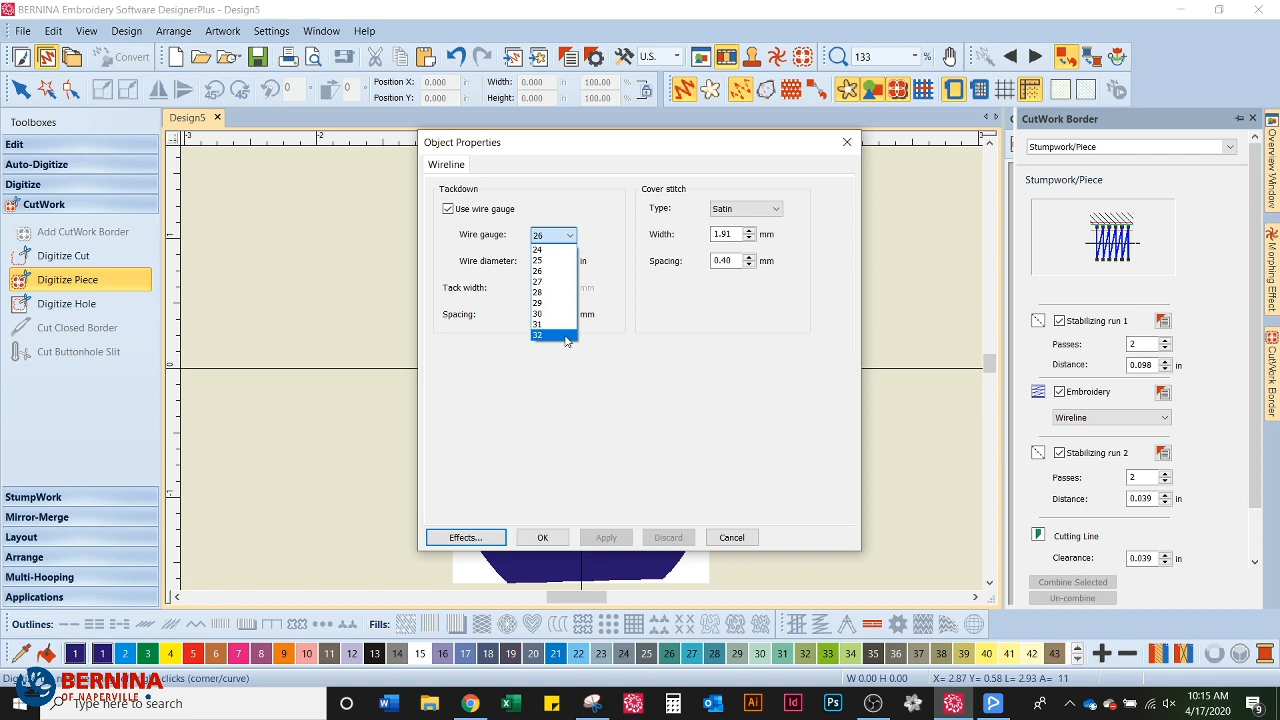 BERNINA Embroidery Software DesignerPlus - Design5
File Edit View Design Arrange Artwork Settings Window Help
Convert U.S. 133 %
0 ° 0 ° Position X: 0.000 in Width: 0.000 in 100.00 %
Position Y: 0.000 Height: 0.000 100.00 %
Toolboxes
Edit
Auto-Digitize
Digitize
CutWork
Add CutWork Border
Digitize Cut
Digitize Piece
Digitize Hole
Cut Closed Border
Cut Buttonhole Slit
StumpWork
Mirror-Merge
Layout
Arrange
Multi-Hooping
Applications
Design5
-3 -2
Object Properties
Wireline
Tackdown
Use wire gauge
Wire gauge: 26
24
25
26
27
28
29
30
31
32
Wire diameter: in
Tack width: mm
Spacing: mm
Cover stitch
Type: Satin
Width: 1.91 mm
Spacing: 0.40 mm
Effects... OK Apply Discard Cancel
CutWork Border
Stumpwork/Piece
Stumpwork/Piece
Stabilizing run 1
Passes: 2
Distance: 0.098 in
Embroidery
Wireline
Stabilizing run 2
Passes: 2
Distance: 0.039 in
Cutting Line
Clearance: 0.039 in
Combine Selected
Un-combine
Overview Window
Morphing Effect
CutWork Border
Outlines: Fills:
1 1 2 3 4 5 6 7 8 9 10 11 12 13 14 15 16 17 18 19 20 21 22 23 24 25 26 27 28 29 30 31 32 33 34 35 36 37 38 39 40 41 42 43
clicks (corner/curve) W 0.00 H 0.00 X= 2.87 Y= 0.58 L= 2.93 A= 11
BERNINA
OF NAPERVILLE
Type here to search
10:15 AM
4/17/2020